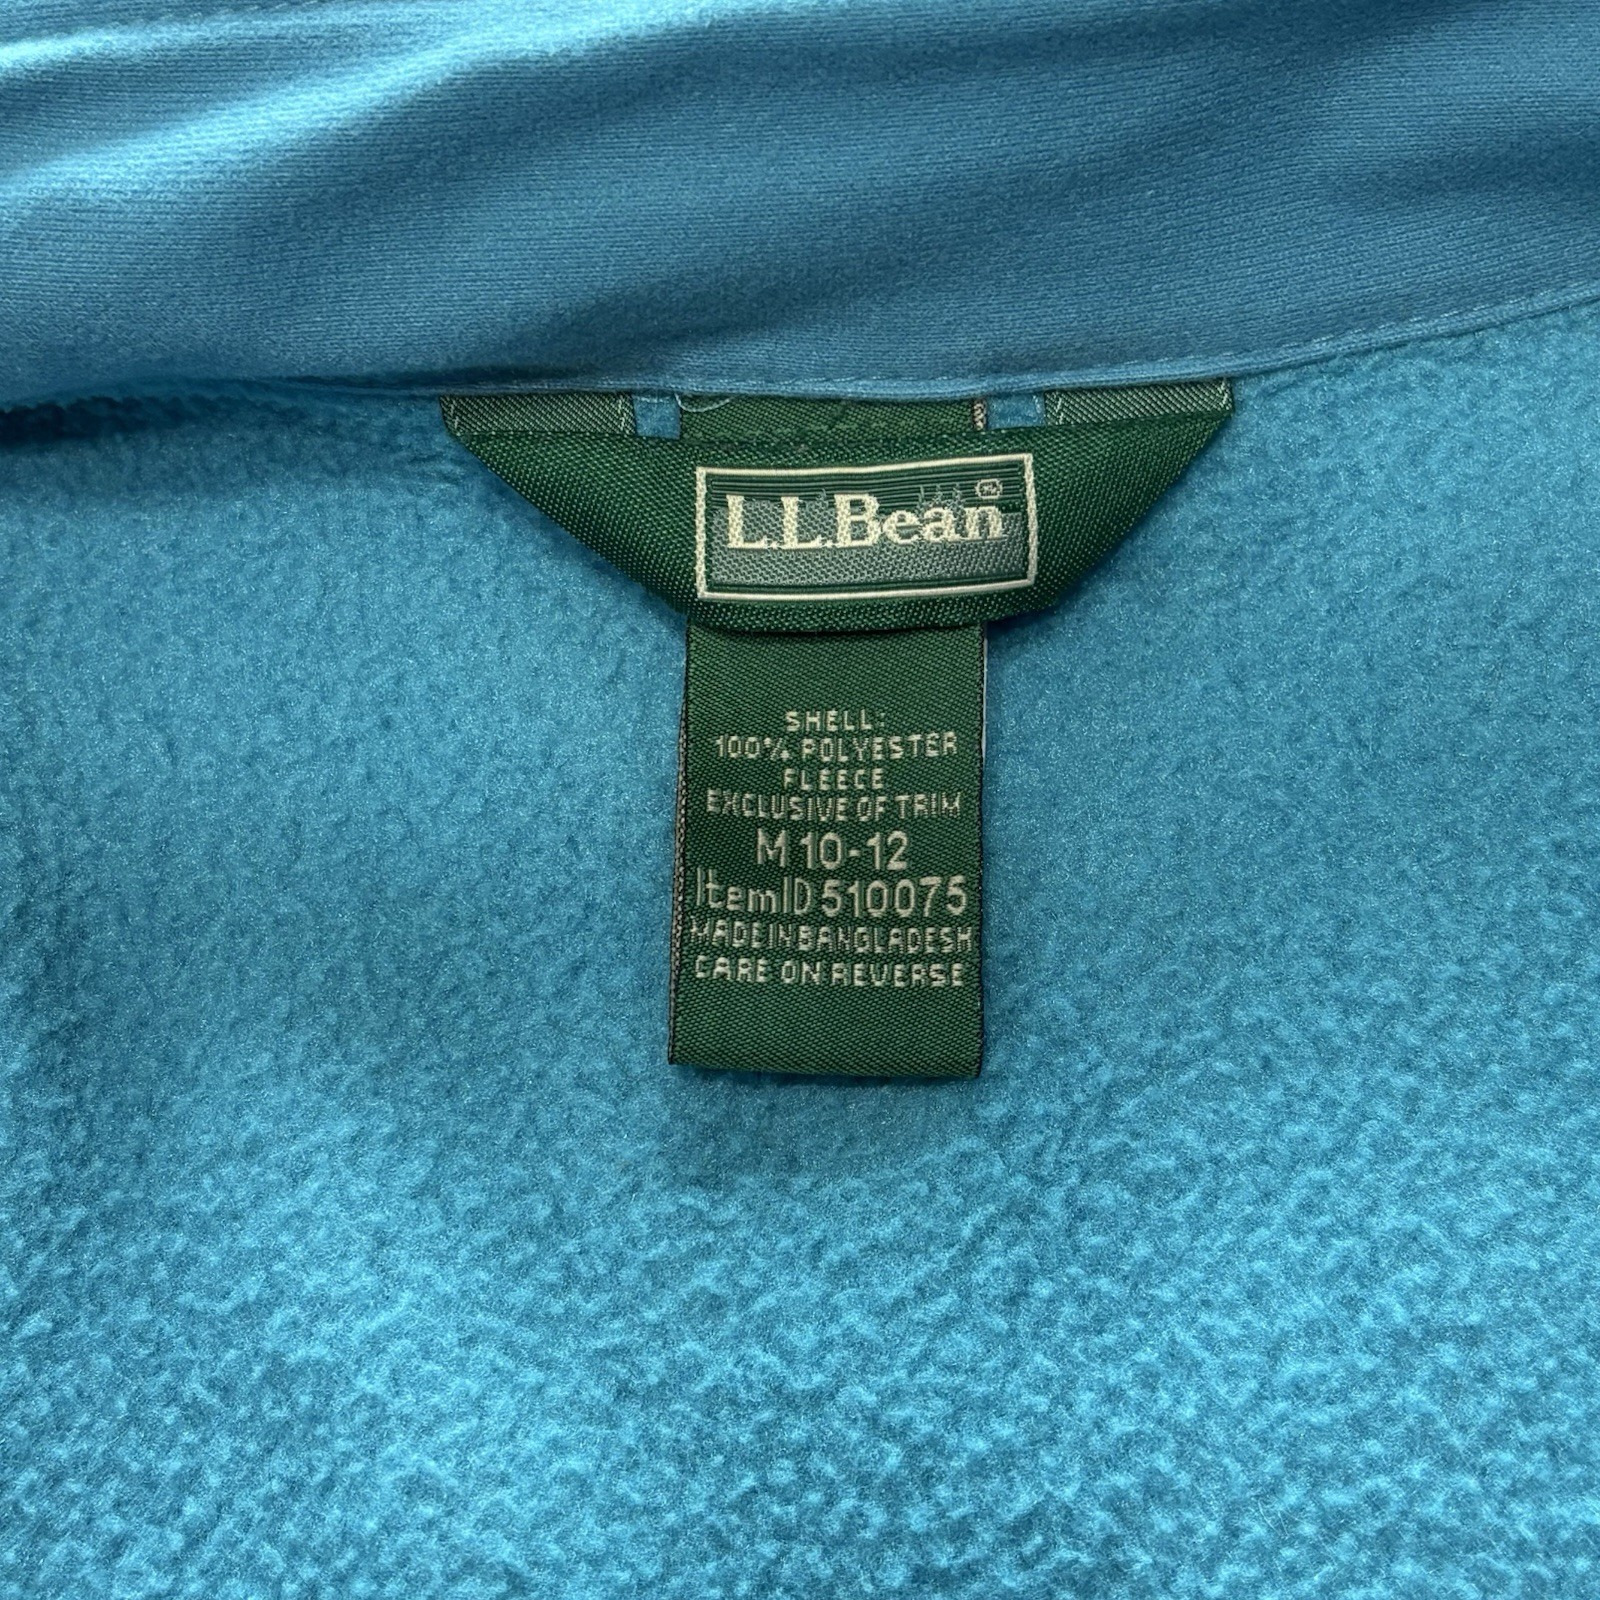 L.L.Bean®
SHELL:
100% POLYESTER
FLEECE
EXCLUSIVE OF TRIM
M 10-12
ItemID 510075
MADE IN BANGLADESH
CARE ON REVERSE